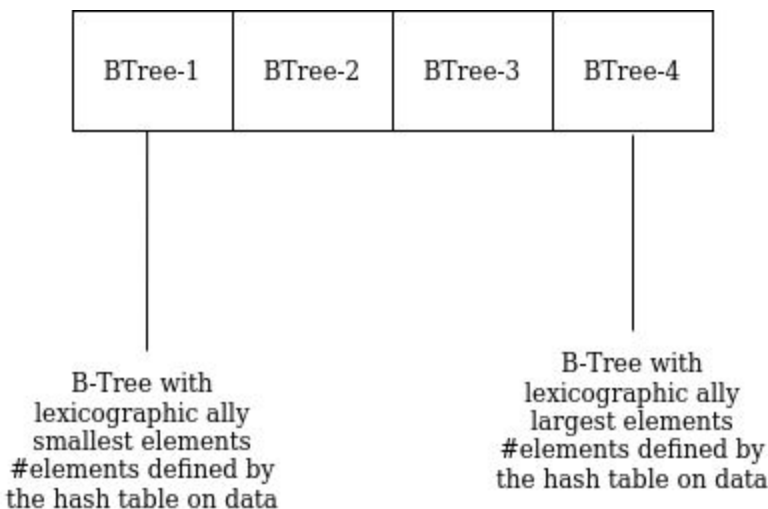 BTree-1 BTree-2 BTree-3 BTree-4
B-Tree with
lexicographic ally
smallest elements
#elements defined by
the hash table on data
B-Tree with
lexicographic ally
largest elements
#elements defined by
the hash table on data